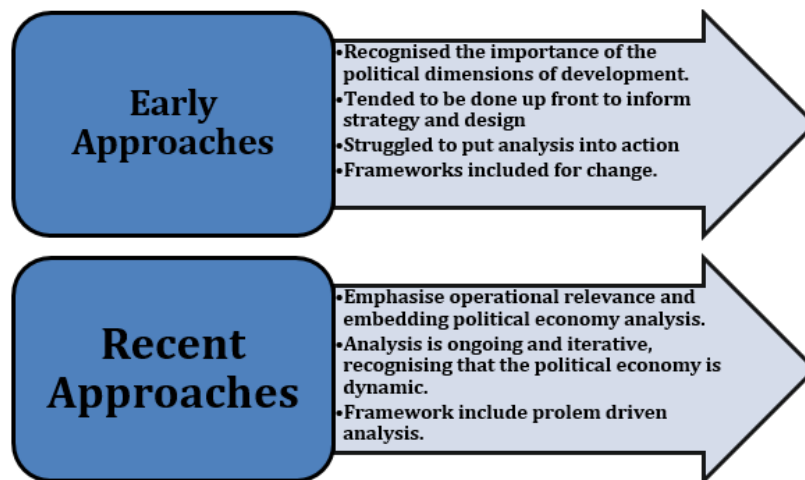 Early
Approaches
•Recognised the importance of the
political dimensions of development.
•Tended to be done up front to inform
strategy and design
•Struggled to put analysis into action
•Frameworks included for change.
Recent
Approaches
•Emphasise operational relevance and
embedding political economy analysis.
•Analysis is ongoing and iterative,
recognising that the political economy is
dynamic.
•Framework include prolem driven
analysis.